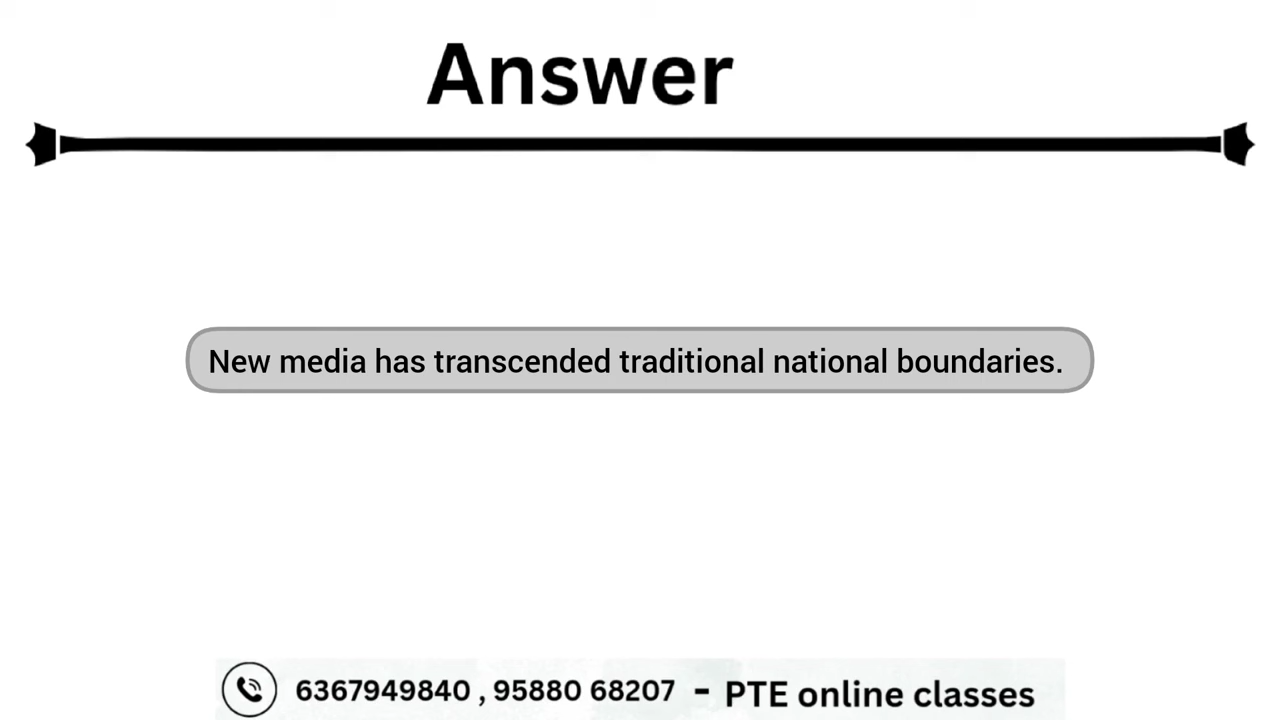 Answer
New media has transcended traditional national boundaries.
6367949840 , 95880 68207 - PTE online classes